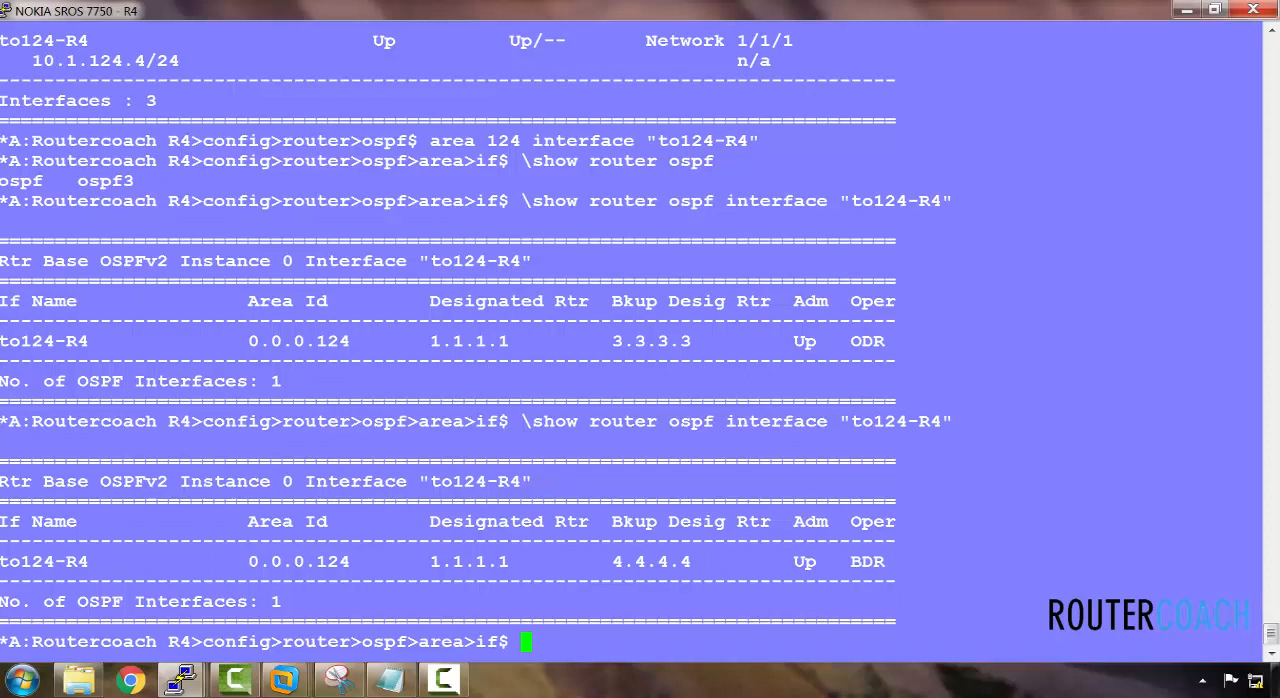 NOKIA SROS 7750 - R4
to124-R4 Up Up/-- Network 1/1/1
10.1.124.4/24 n/a
-------------------------------------------------------------------------------
Interfaces : 3
===============================================================================
*A:Routercoach R4>config>router>ospf$ area 124 interface "to124-R4"
*A:Routercoach R4>config>router>ospf>area>if$ \show router ospf
ospf ospf3
*A:Routercoach R4>config>router>ospf>area>if$ \show router ospf interface "to124-R4"
===============================================================================
Rtr Base OSPFv2 Instance 0 Interface "to124-R4"
===============================================================================
If Name Area Id Designated Rtr Bkup Desig Rtr Adm Oper
-------------------------------------------------------------------------------
to124-R4 0.0.0.124 1.1.1.1 3.3.3.3 Up ODR
-------------------------------------------------------------------------------
No. of OSPF Interfaces: 1
===============================================================================
*A:Routercoach R4>config>router>ospf>area>if$ \show router ospf interface "to124-R4"
===============================================================================
Rtr Base OSPFv2 Instance 0 Interface "to124-R4"
===============================================================================
If Name Area Id Designated Rtr Bkup Desig Rtr Adm Oper
-------------------------------------------------------------------------------
to124-R4 0.0.0.124 1.1.1.1 4.4.4.4 Up BDR
-------------------------------------------------------------------------------
No. of OSPF Interfaces: 1
===============================================================================
*A:Routercoach R4>config>router>ospf>area>if$
ROUTERCOACH